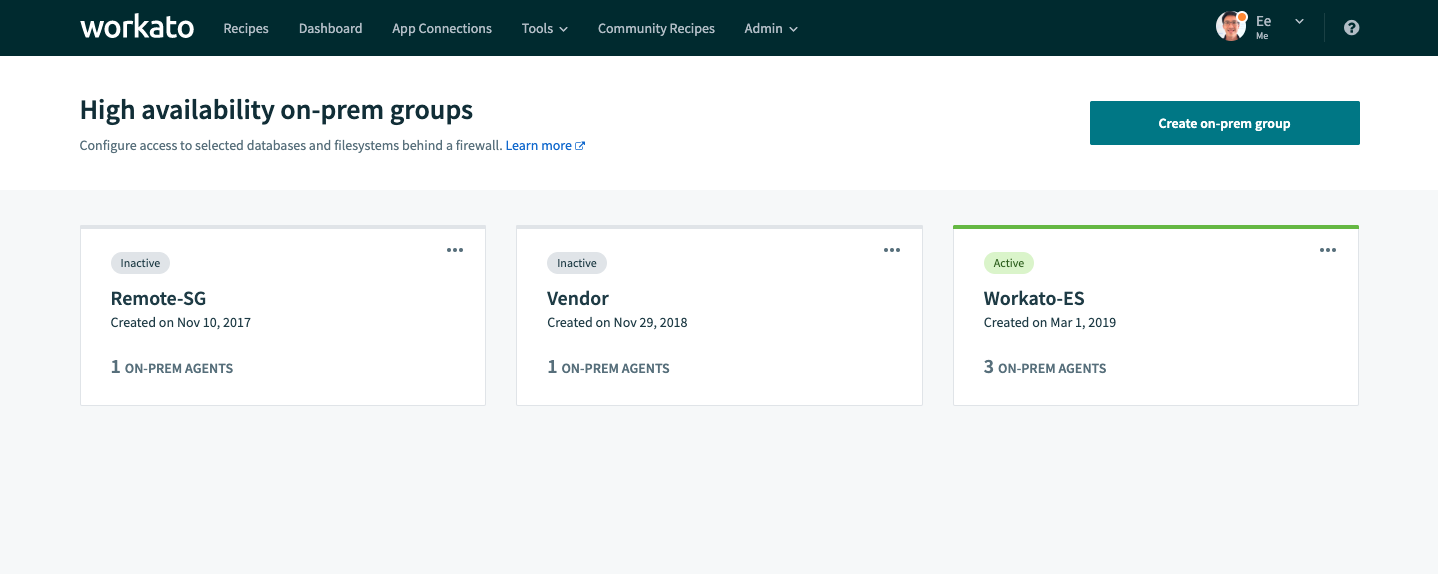 workato Recipes Dashboard App Connections Tools Community Recipes Admin Ee
Me
High availability on-prem groups
Create on-prem group
Configure access to selected databases and filesystems behind a firewall. Learn more
Inactive
Remote-SG
Created on Nov 10, 2017
1 ON-PREM AGENTS
Inactive
Vendor
Created on Nov 29, 2018
1 ON-PREM AGENTS
Active
Workato-ES
Created on Mar 1, 2019
3 ON-PREM AGENTS